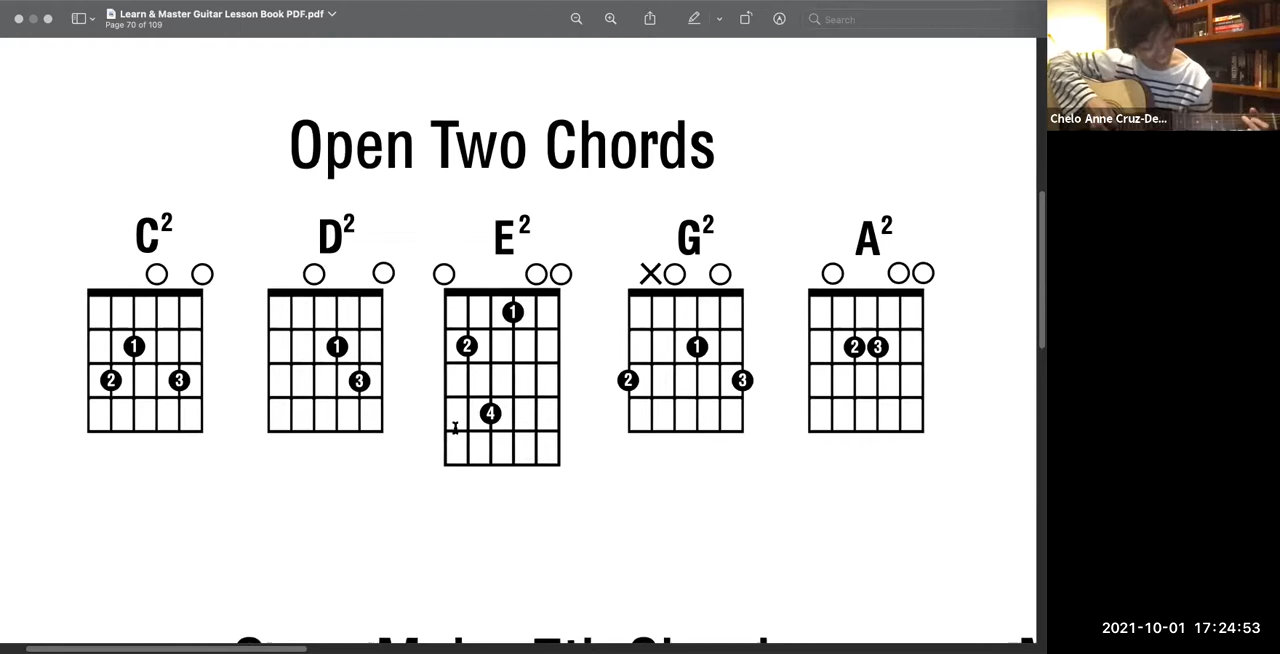 Learn & Master Guitar Lesson Book PDF.pdf
Page 70 of 109
Search
Chelo Anne Cruz-De...
Open Two Chords
C2 D2 E2 G2 A2
1 2 3
1 3
1 2 4
X 1 2 3
2 3
2021-10-01 17:24:53